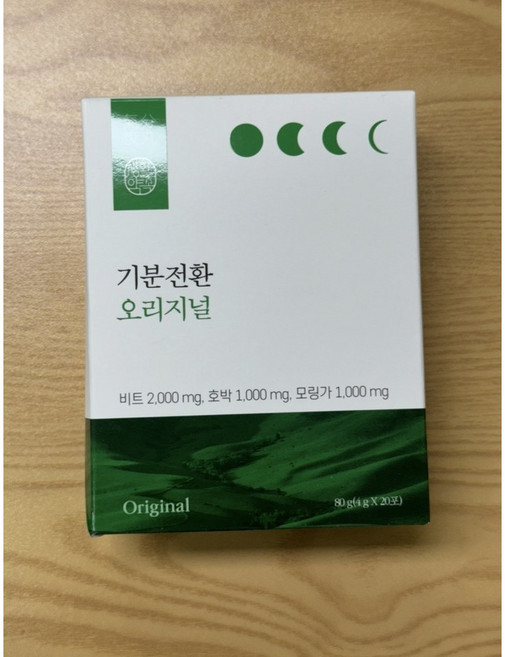 기분전환
오리지널
비트 2,000 mg, 호박 1,000 mg, 모링가 1,000 mg
Original
80 g(4 g X 20포)